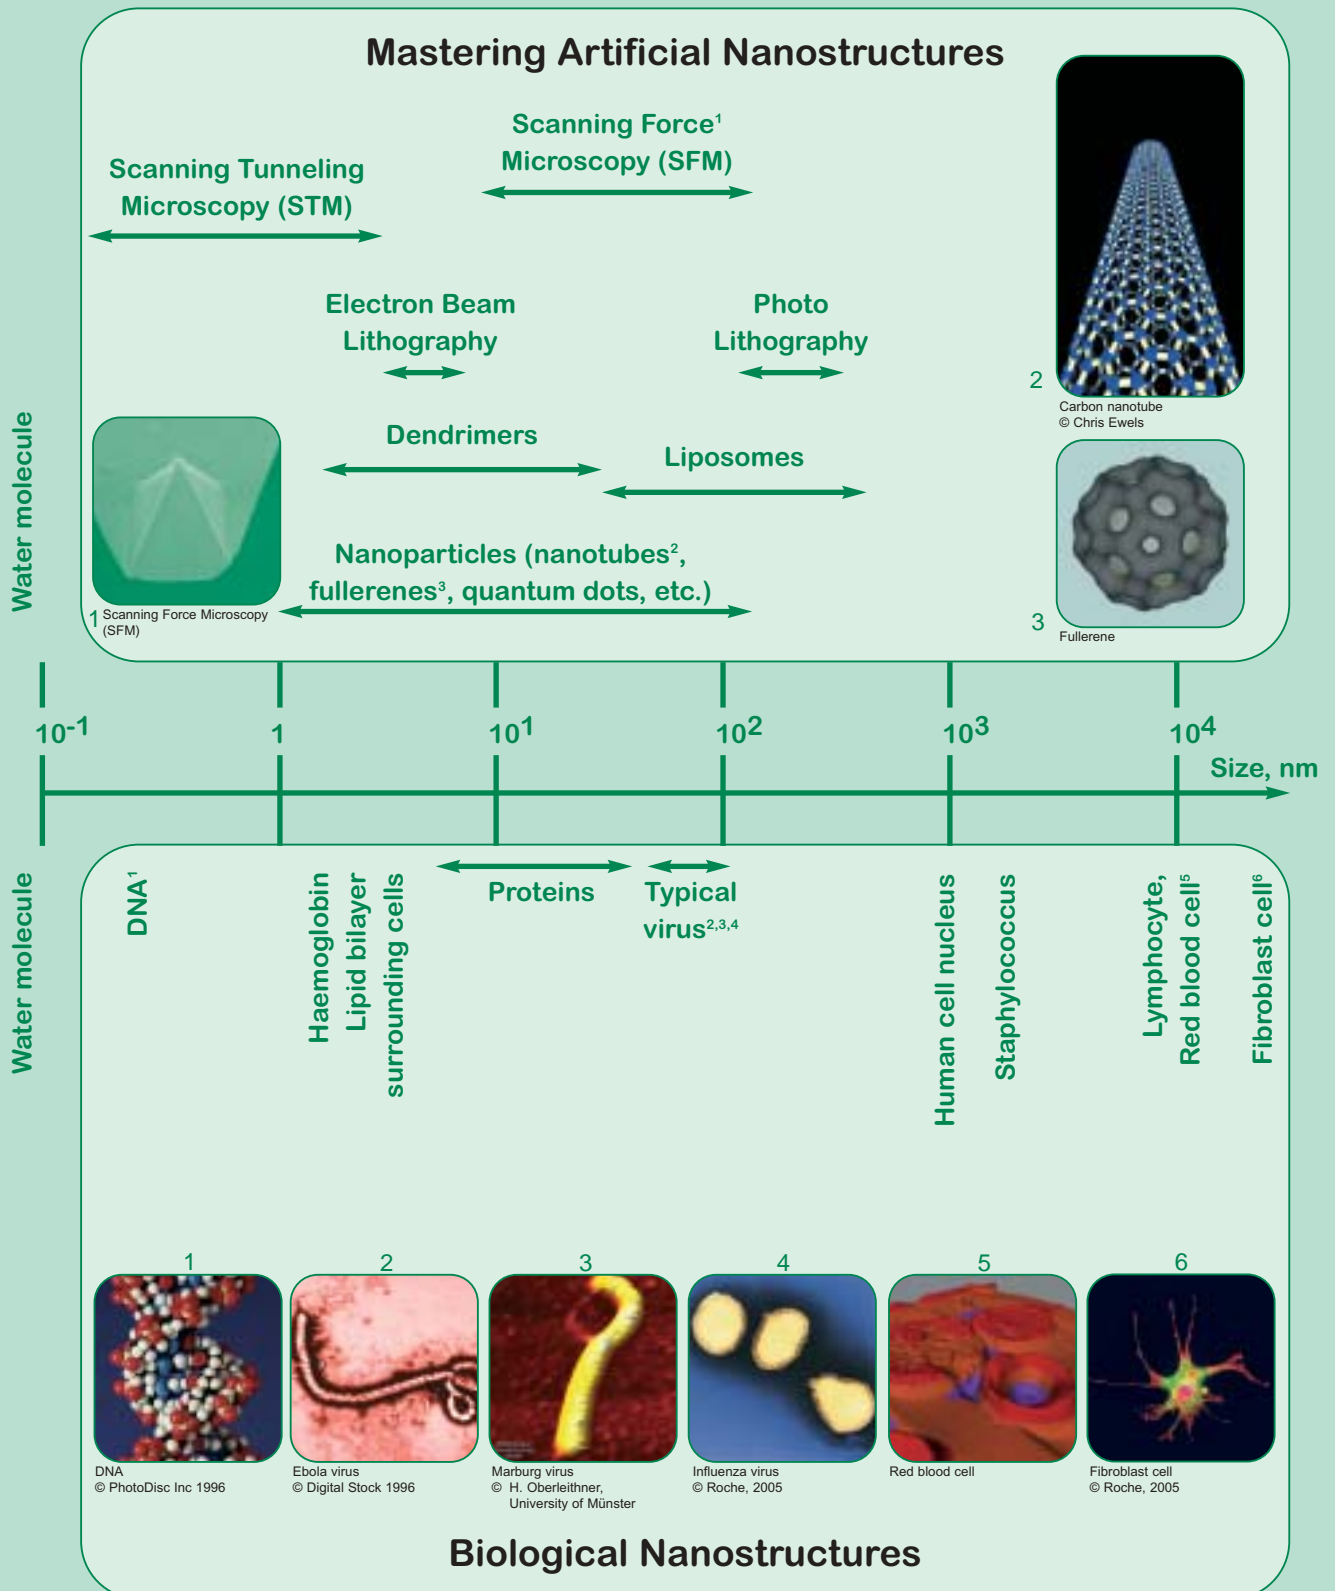 Mastering Artificial Nanostructures
Scanning Force¹
Microscopy (SFM)
Scanning Tunneling
Microscopy (STM)
Electron Beam
Lithography
Photo
Lithography
2
Carbon nanotube
© Chris Ewels
Dendrimers
Liposomes
Water molecule
Nanoparticles (nanotubes²,
fullerenes³, quantum dots, etc.)
1
Scanning Force Microscopy
(SFM)
3
Fullerene
10⁻¹
1
10¹
10²
10³
10⁴
Size, nm
Water molecule
DNA¹
Haemoglobin
Lipid bilayer
surrounding cells
Proteins
Typical
virus²,³,⁴
Human cell nucleus
Staphylococcus
Lymphocyte,
Red blood cell⁵
Fibroblast cell⁶
1
2
3
4
5
6
DNA
© PhotoDisc Inc 1996
Ebola virus
© Digital Stock 1996
Marburg virus
© H. Oberleithner,
University of Münster
Influenza virus
© Roche, 2005
Red blood cell
Fibroblast cell
© Roche, 2005
Biological Nanostructures